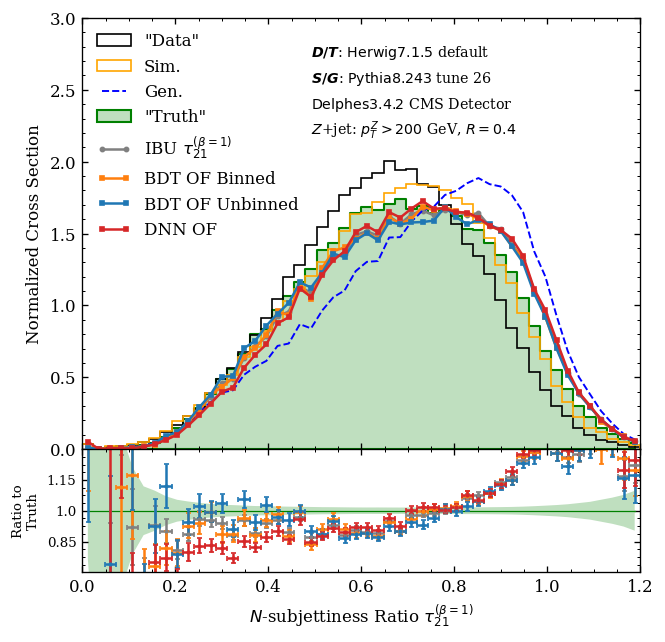 3.0
2.5
2.0
1.5
1.0
0.5
0.0
Normalized Cross Section
"Data"
Sim.
Gen.
"Truth"
IBU τ₂₁^(β=1)
BDT OF Binned
BDT OF Unbinned
DNN OF
D/T: Herwig7.1.5 default
S/G: Pythia8.243 tune 26
Delphes3.4.2 CMS Detector
Z+jet: p_T^Z > 200 GeV, R = 0.4
1.15
1.0
0.85
Ratio to
Truth
0.0 0.2 0.4 0.6 0.8 1.0 1.2
N-subjettiness Ratio τ₂₁^(β=1)